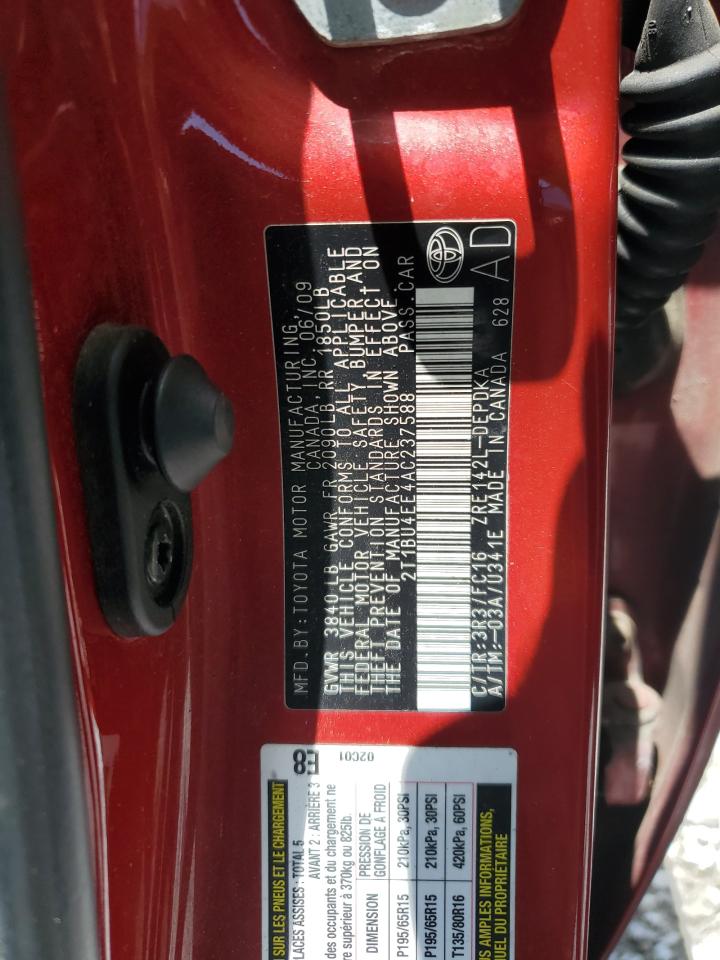 MFD.BY:TOYOTA MOTOR MANUFACTURING,
CANADA, INC. 06/09
GVWR 3840 LB GAWR FR 2090 LB, RR 1850LB
THIS VEHICLE CONFORMS TO ALL APPLICABLE
FEDERAL MOTOR VEHICLE SAFETY, BUMPER, AND
THEFT PREVENTION STANDARDS IN EFFECT ON
THE DATE OF MANUFACTURE SHOWN ABOVE.
2T1BU4EE4AC237588 PASS.CAR
C/TR:3R3/FC16 ZRE142L-DEPDKA
A/TM:-03A/U341E MADE IN CANADA 628
AD
SUR LES PNEUS ET LE CHARGEMENT
LACES ASSISES: TOTAL 5
AVANT 2 : ARRIÈRE 3
des occupants et du chargement ne
re supérieur à 370kg ou 825lb.
02C01
DIMENSION
PRESSION DE
GONFLAGE À FROID
P195/65R15 210kPa, 30PSI
P195/65R15 210kPa, 30PSI
T135/80R16 420kPa, 60PSI
AMPLES INFORMATIONS,
UEL DU PROPRIÉTAIRE